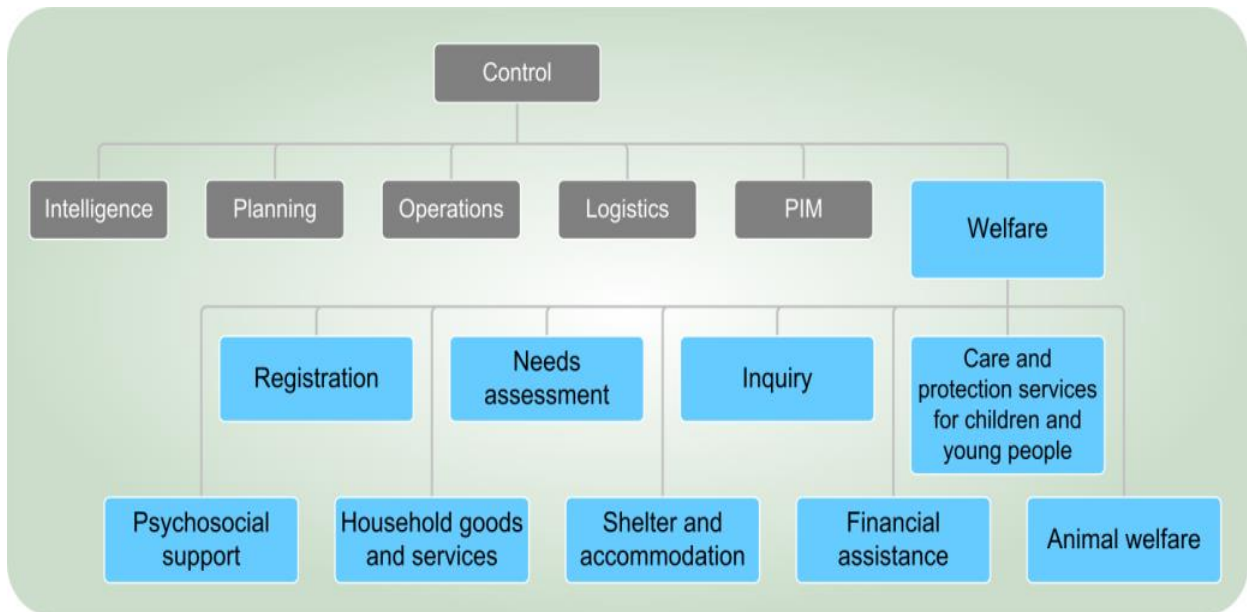 Control
Intelligence
Planning
Operations
Logistics
PIM
Welfare
Registration
Needs
assessment
Inquiry
Care and
protection services
for children and
young people
Psychosocial
support
Household goods
and services
Shelter and
accommodation
Financial
assistance
Animal welfare